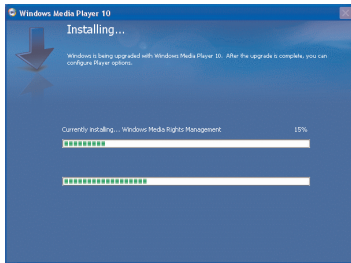 Windows Media Player 10
Installing...
Windows is being upgraded with Windows Media Player 10. After the upgrade is complete, you can
configure Player options.
Currently installing... Windows Media Rights Management 15%